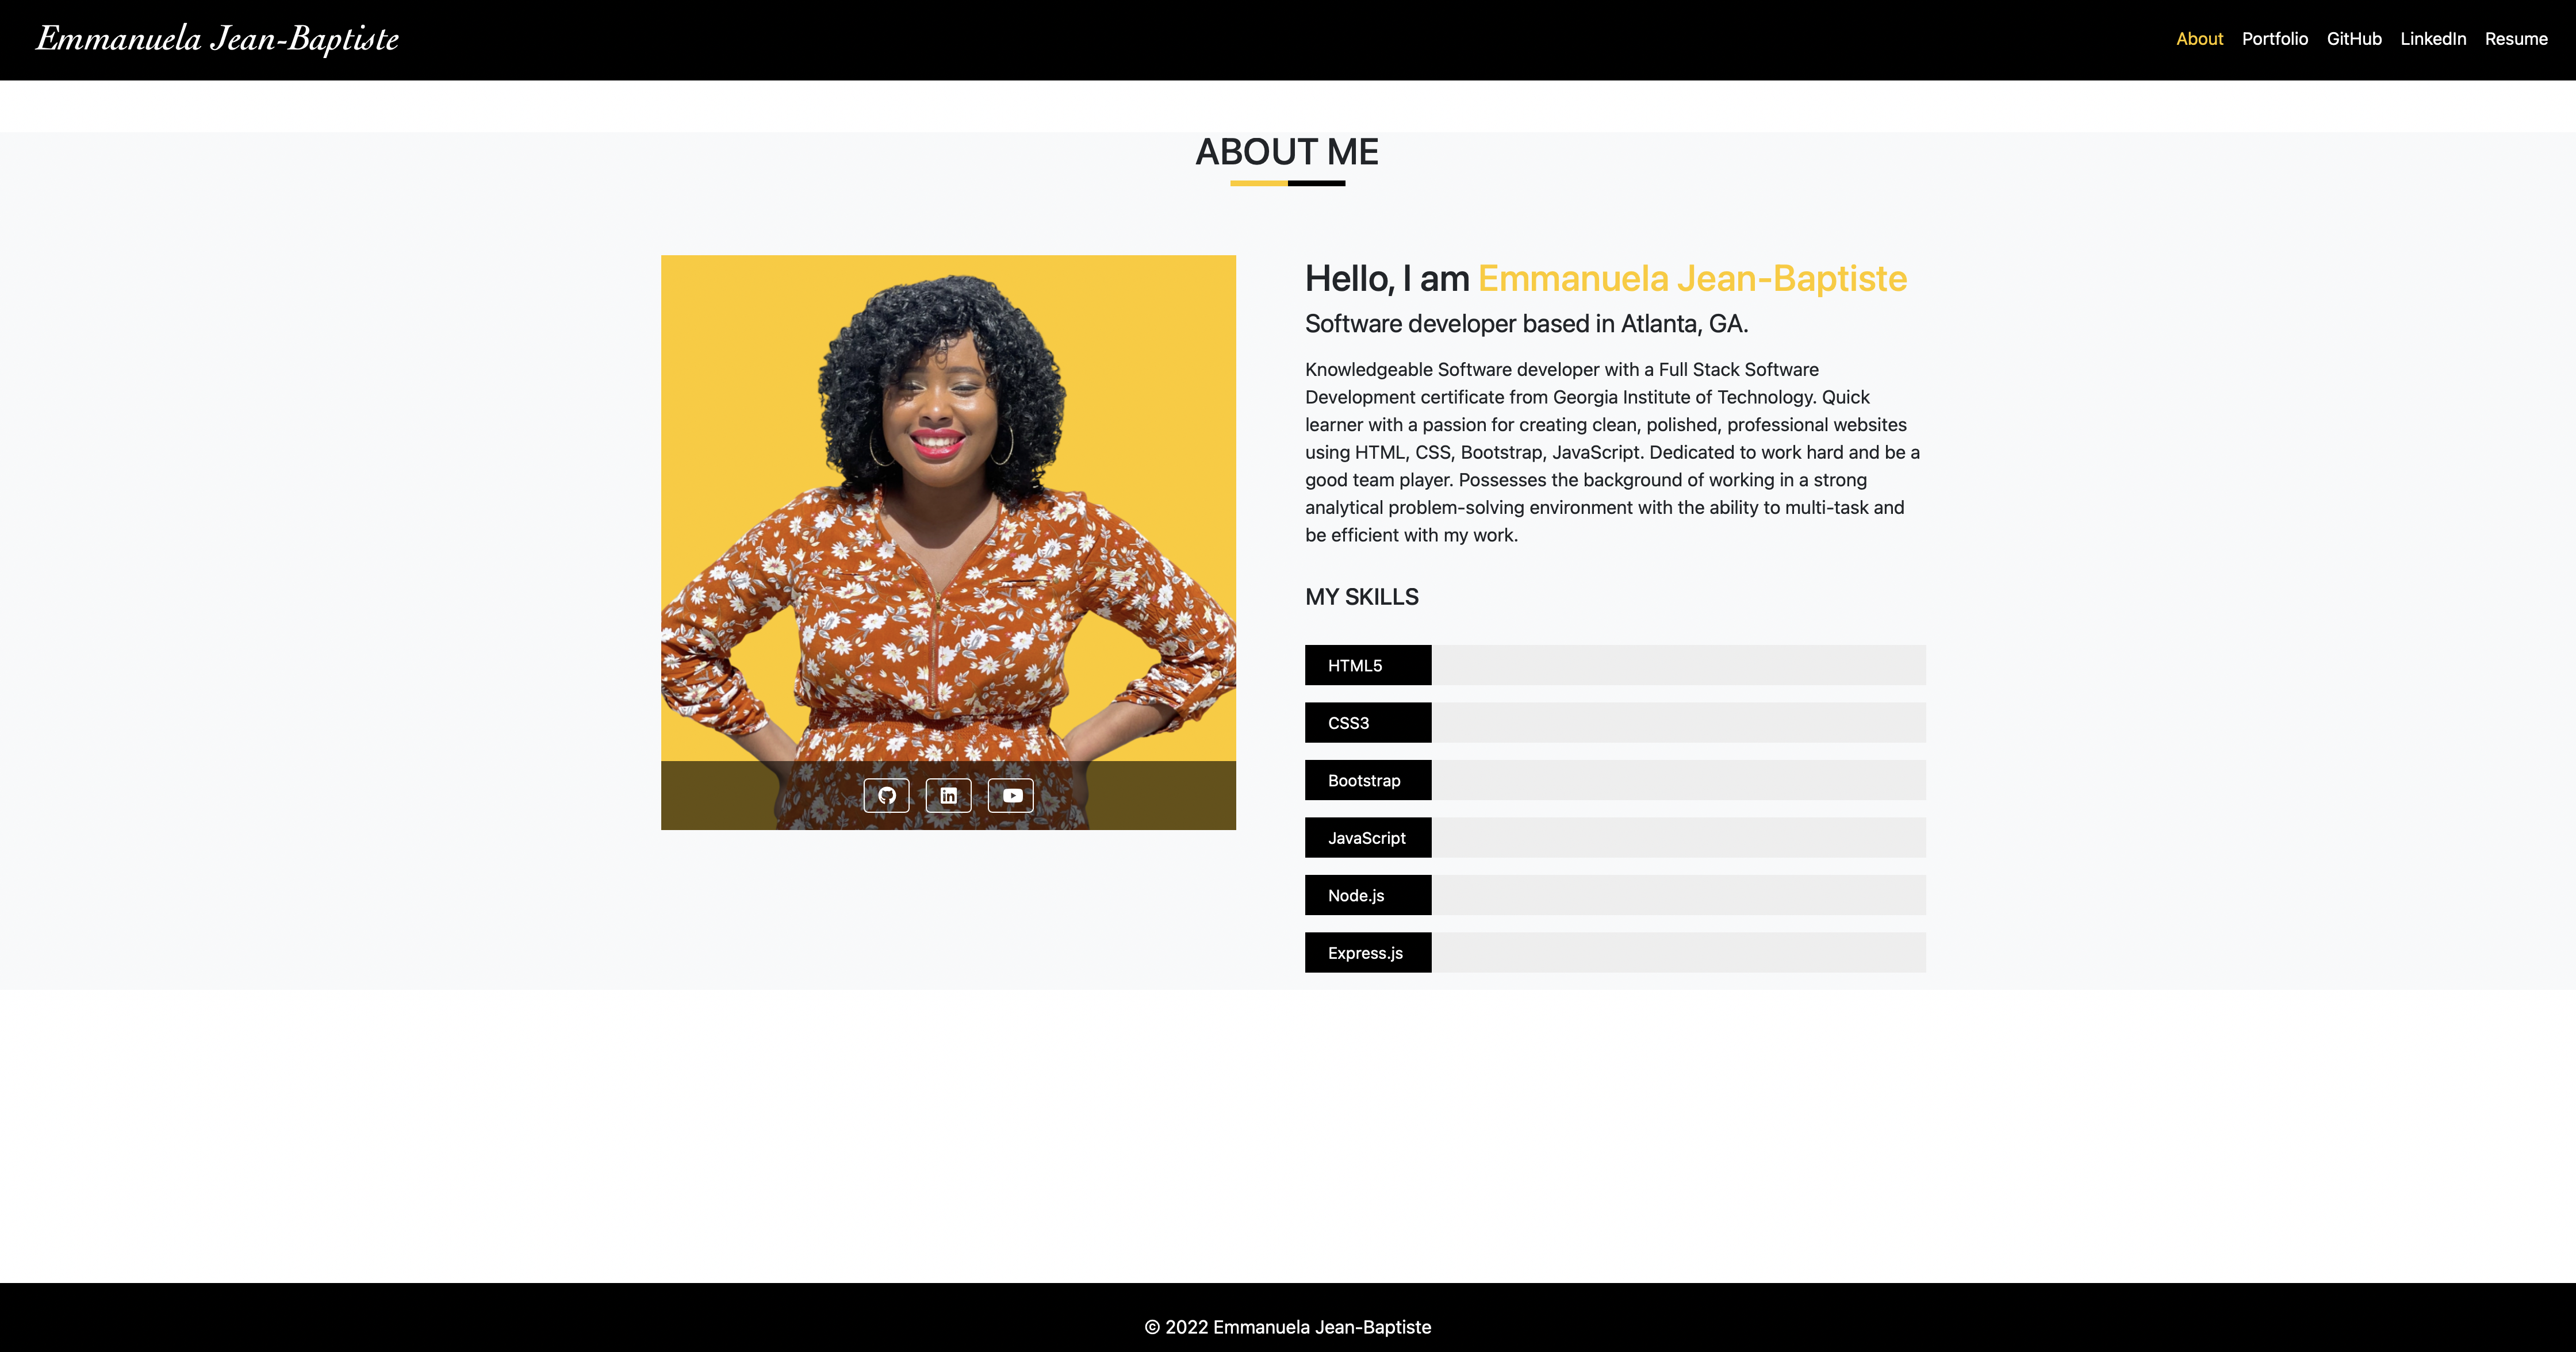 Emmanuela Jean-Baptiste
About Portfolio GitHub LinkedIn Resume
ABOUT ME
Hello, I am Emmanuela Jean-Baptiste
Software developer based in Atlanta, GA.
Knowledgeable Software developer with a Full Stack Software
Development certificate from Georgia Institute of Technology. Quick
learner with a passion for creating clean, polished, professional websites
using HTML, CSS, Bootstrap, JavaScript. Dedicated to work hard and be a
good team player. Possesses the background of working in a strong
analytical problem-solving environment with the ability to multi-task and
be efficient with my work.
MY SKILLS
HTML5
CSS3
Bootstrap
JavaScript
Node.js
Express.js
in
© 2022 Emmanuela Jean-Baptiste